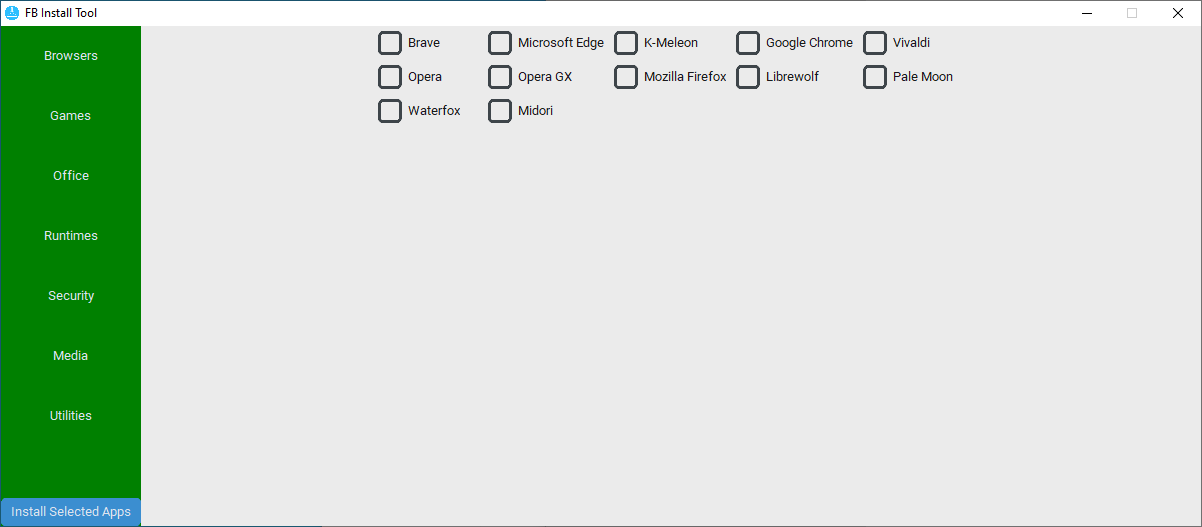 FB Install Tool
Browsers
Games
Office
Runtimes
Security
Media
Utilities
Install Selected Apps
Brave Microsoft Edge K-Meleon Google Chrome Vivaldi
Opera Opera GX Mozilla Firefox Librewolf Pale Moon
Waterfox Midori